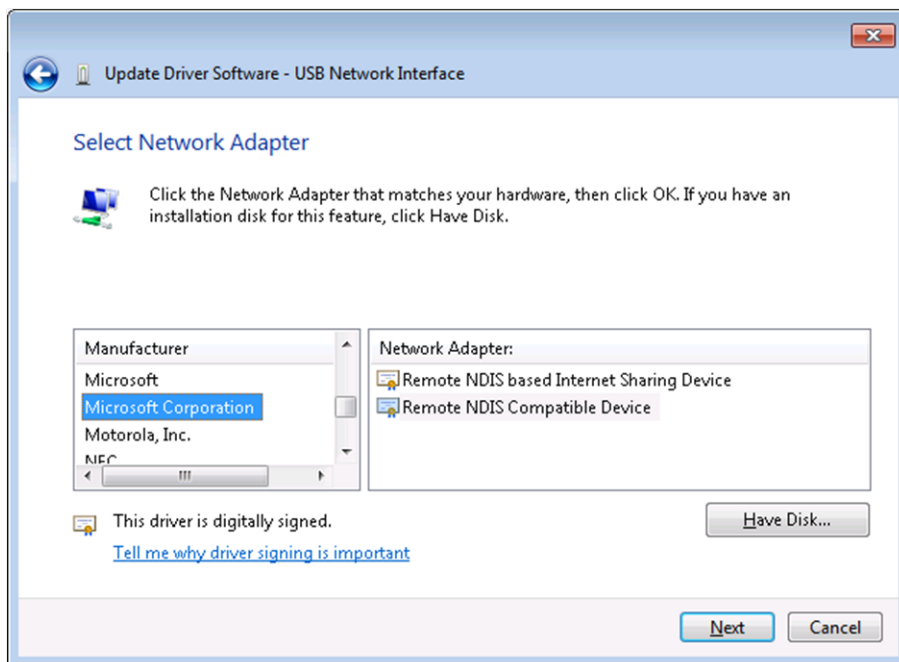 Update Driver Software - USB Network Interface
Select Network Adapter
Click the Network Adapter that matches your hardware, then click OK. If you have an
installation disk for this feature, click Have Disk.
Manufacturer
Microsoft
Microsoft Corporation
Motorola, Inc.
NEC
Network Adapter:
Remote NDIS based Internet Sharing Device
Remote NDIS Compatible Device
This driver is digitally signed.
Tell me why driver signing is important
Have Disk...
Next
Cancel